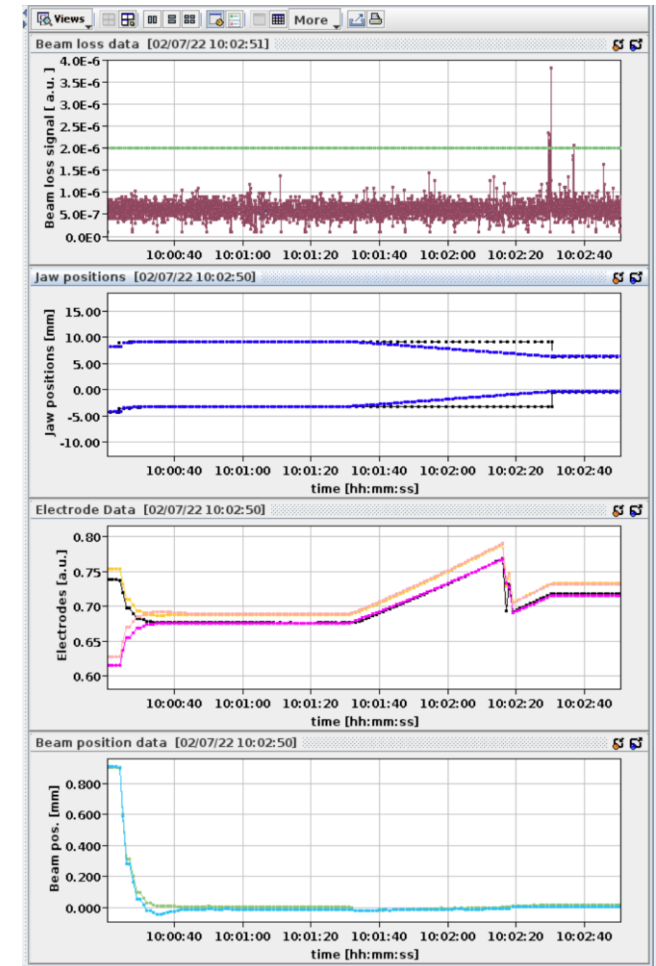 Views More
Beam loss data [02/07/22 10:02:51]
Beam loss signal [ a.u. ]
4.0E-6
3.5E-6
3.0E-6
2.5E-6
2.0E-6
1.5E-6
1.0E-6
5.0E-7
0.0E0
10:00:40 10:01:00 10:01:20 10:01:40 10:02:00 10:02:20 10:02:40
Jaw positions [02/07/22 10:02:50]
Jaw positions [mm]
15.00
10.00
5.00
0.00
-5.00
-10.00
10:00:40 10:01:00 10:01:20 10:01:40 10:02:00 10:02:20 10:02:40
time [hh:mm:ss]
Electrode Data [02/07/22 10:02:50]
Electrodes [a.u.]
0.80
0.75
0.70
0.65
0.60
10:00:40 10:01:00 10:01:20 10:01:40 10:02:00 10:02:20 10:02:40
time [hh:mm:ss]
Beam position data [02/07/22 10:02:50]
Beam pos. [mm]
0.800
0.600
0.400
0.200
0.000
10:00:40 10:01:00 10:01:20 10:01:40 10:02:00 10:02:20 10:02:40
time [hh:mm:ss]